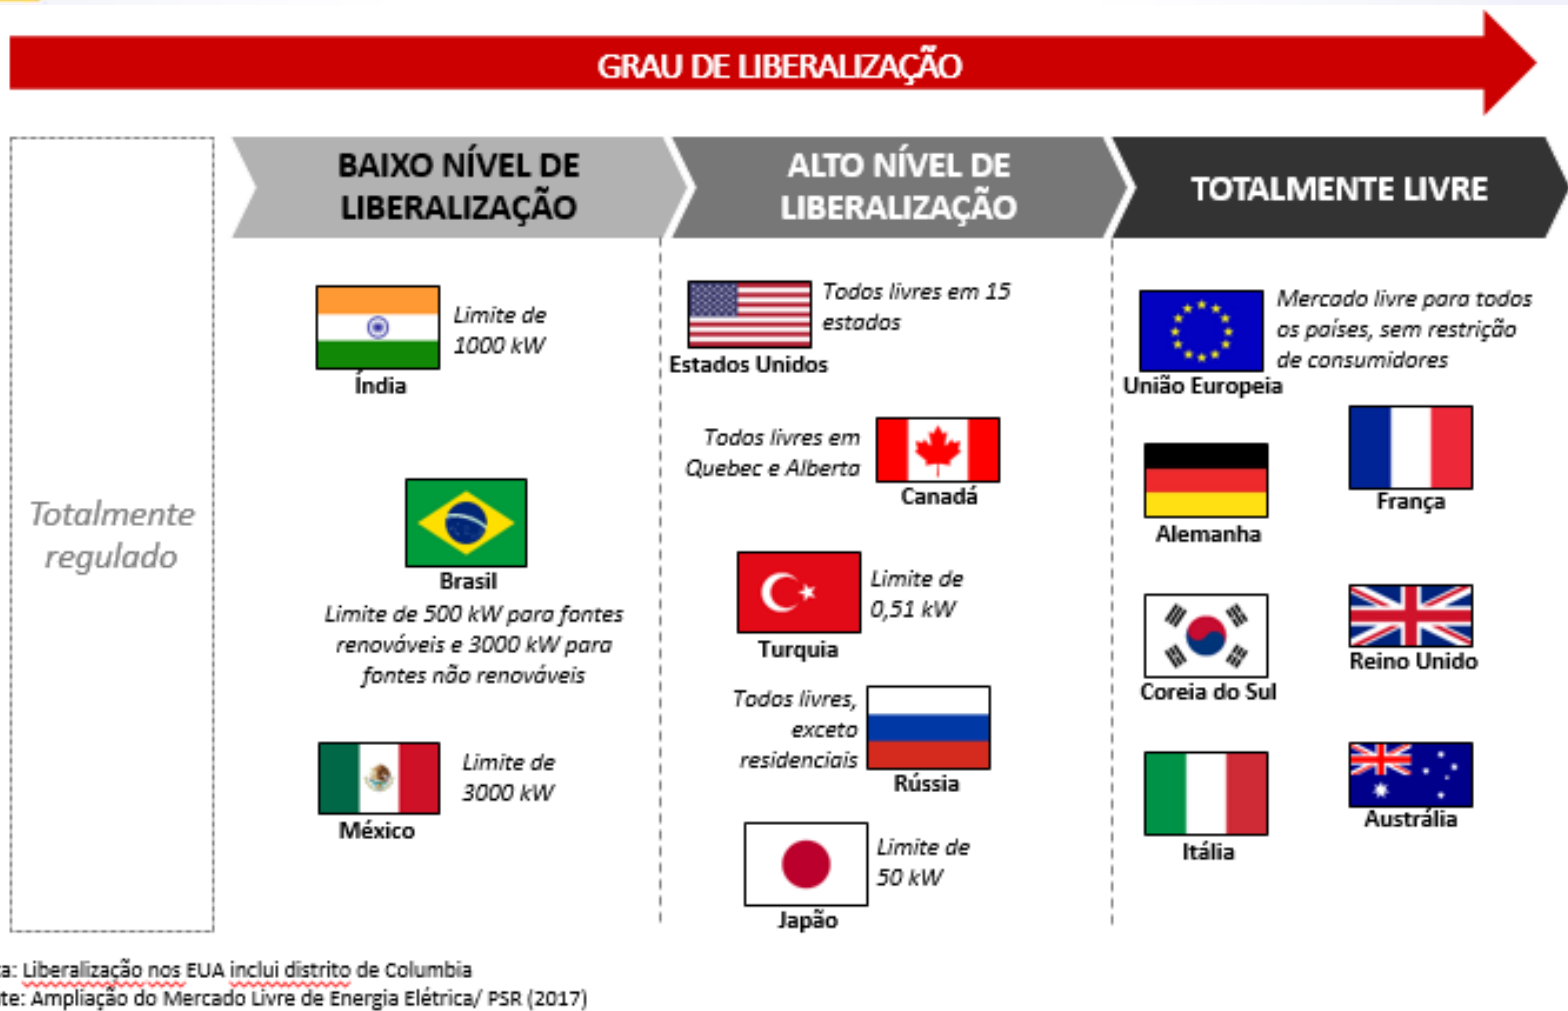 GRAU DE LIBERALIZAÇÃO
BAIXO NÍVEL DE
LIBERALIZAÇÃO
ALTO NÍVEL DE
LIBERALIZAÇÃO
TOTALMENTE LIVRE
Totalmente
regulado
Limite de
1000 kW
Índia
Brasil
Limite de 500 kW para fontes
renováveis e 3000 kW para
fontes não renováveis
Limite de
3000 kW
México
Todos livres em 15
estados
Estados Unidos
Todos livres em
Quebec e Alberta
Canadá
Limite de
0,51 kW
Turquia
Todos livres,
exceto
residenciais
Rússia
Limite de
50 kW
Japão
Mercado livre para todos
os países, sem restrição
de consumidores
União Europeia
França
Alemanha
Reino Unido
Coreia do Sul
Austrália
Itália
ta: Liberalização nos EUA inclui distrito de Columbia
te: Ampliação do Mercado Livre de Energia Elétrica/ PSR (2017)